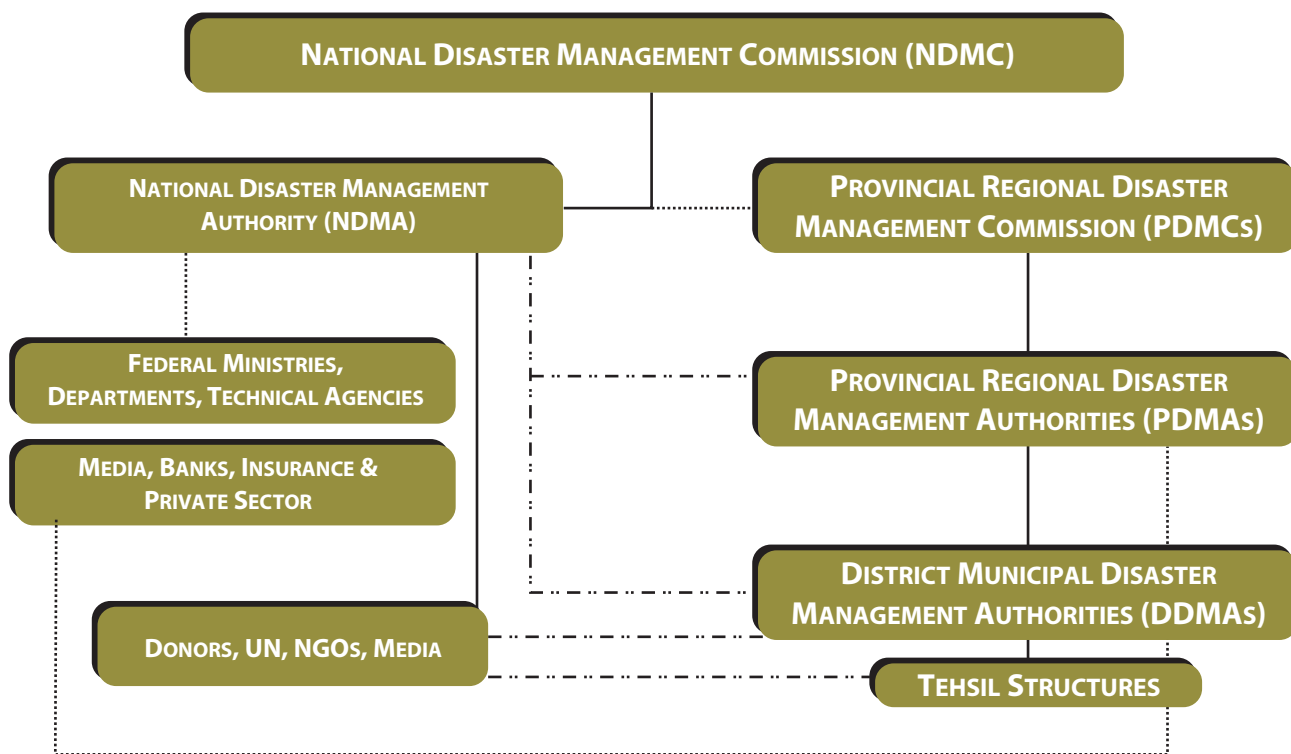 NATIONAL DISASTER MANAGEMENT COMMISSION (NDMC)
NATIONAL DISASTER MANAGEMENT
AUTHORITY (NDMA)
PROVINCIAL REGIONAL DISASTER
MANAGEMENT COMMISSION (PDMCS)
FEDERAL MINISTRIES,
DEPARTMENTS, TECHNICAL AGENCIES
PROVINCIAL REGIONAL DISASTER
MANAGEMENT AUTHORITIES (PDMAS)
MEDIA, BANKS, INSURANCE &
PRIVATE SECTOR
DISTRICT MUNICIPAL DISASTER
MANAGEMENT AUTHORITIES (DDMAS)
DONORS, UN, NGOS, MEDIA
TEHSIL STRUCTURES